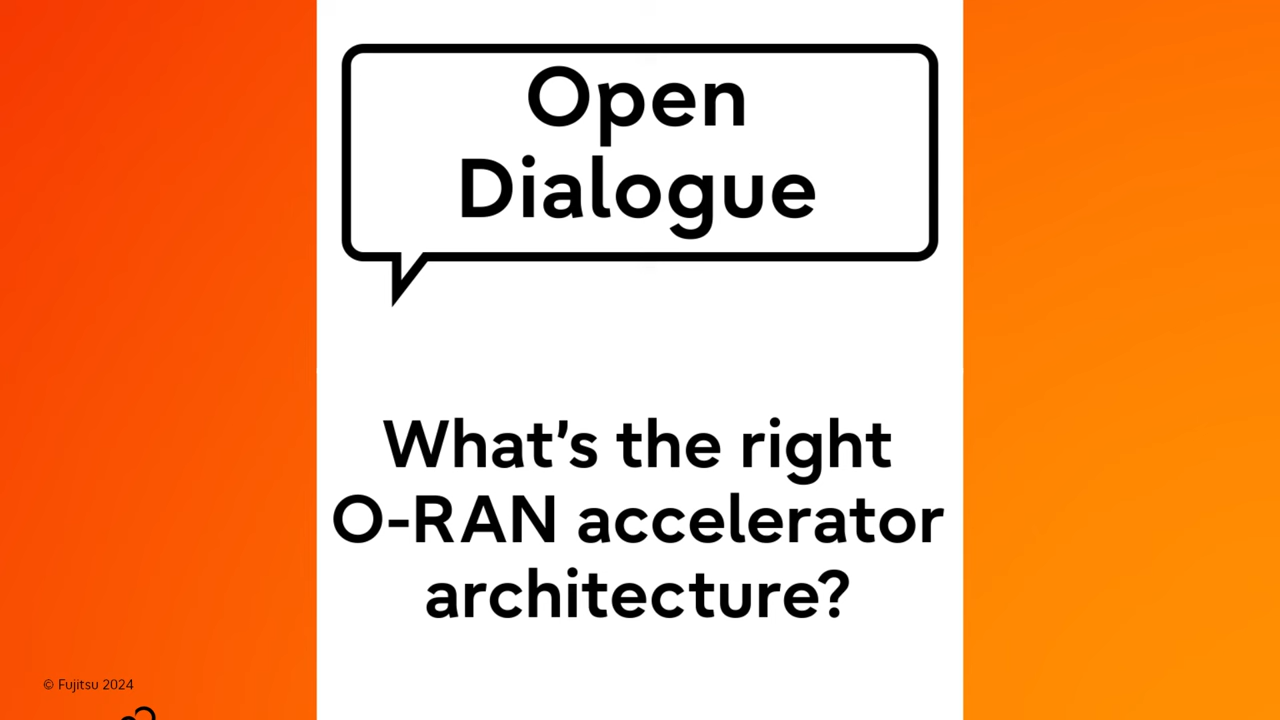 Open
Dialogue
What's the right
O-RAN accelerator
architecture?
© Fujitsu 2024